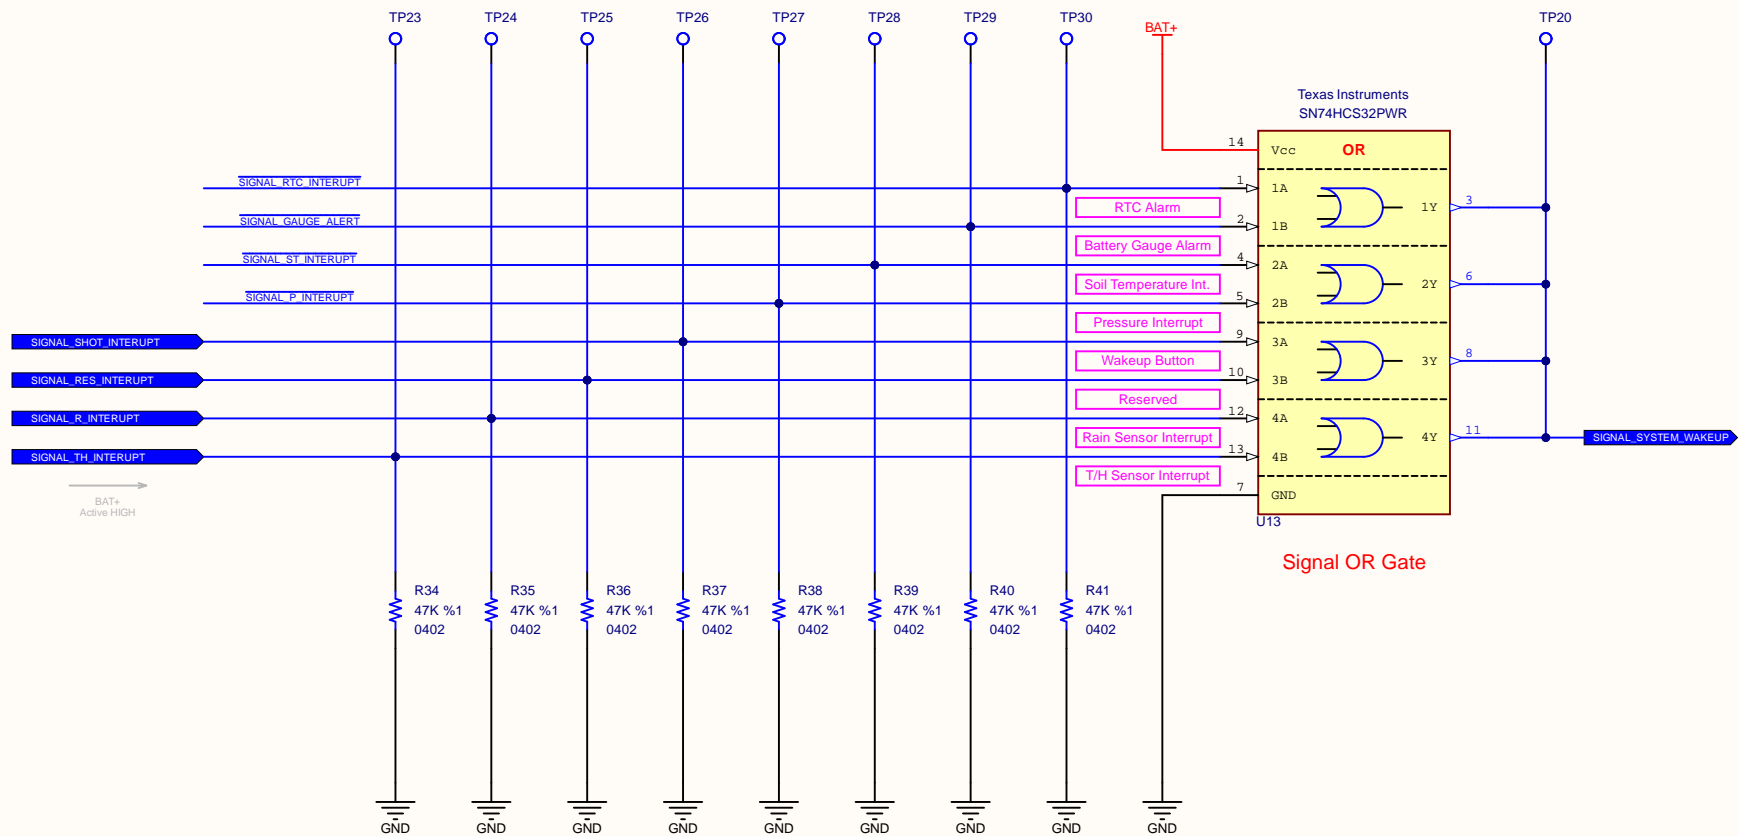 TP23
TP24
TP25
TP26
TP27
TP28
TP29
TP30
BAT+
TP20
Texas Instruments
SN74HCS32PWR
14
Vcc
OR
SIGNAL_RTC_INTERUPT
1
1A
RTC Alarm
1Y
3
SIGNAL_GAUGE_ALERT
2
1B
Battery Gauge Alarm
SIGNAL_ST_INTERUPT
4
2A
Soil Temperature Int.
2Y
6
SIGNAL_P_INTERRUPT
5
2B
Pressure Interrupt
SIGNAL_SHOT_INTERUPT
9
3A
Wakeup Button
3Y
8
SIGNAL_RES_INTERUPT
10
3B
Reserved
SIGNAL_R_INTERUPT
12
4A
Rain Sensor Interrupt
4Y
11
SIGNAL_SYSTEM_WAKEUP
SIGNAL_TH_INTERUPT
13
4B
T/H Sensor Interrupt
7
GND
BAT+
Active HIGH
U13
Signal OR Gate
R34
47K %1
0402
R35
47K %1
0402
R36
47K %1
0402
R37
47K %1
0402
R38
47K %1
0402
R39
47K %1
0402
R40
47K %1
0402
R41
47K %1
0402
GND
GND
GND
GND
GND
GND
GND
GND
GND